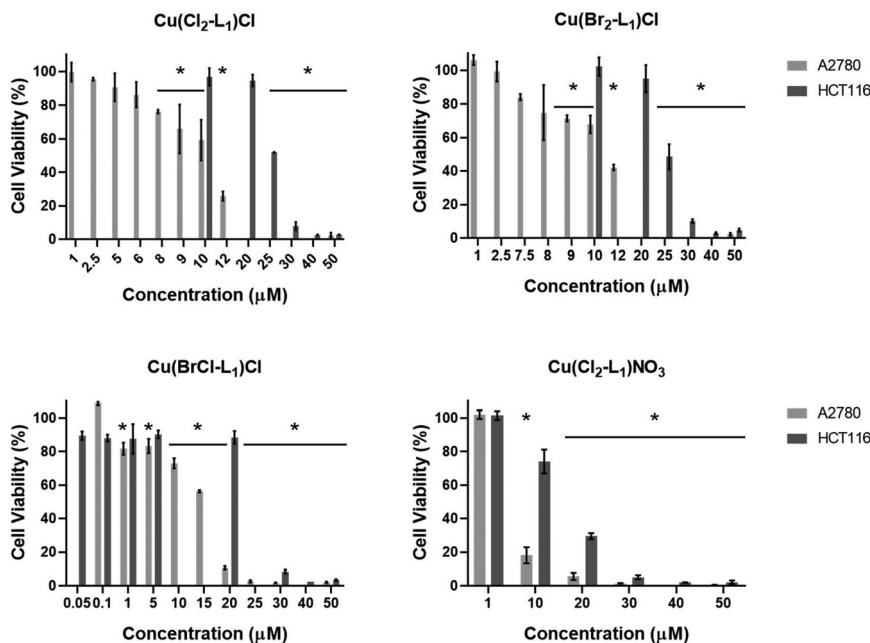 Cu(Cl₂-L₁)Cl
Cell Viability (%)
100
80
60
40
20
0
* * *
1 2.5 5 6 8 9 10 12 20 25 30 40 50
Concentration (μM)
Cu(Br₂-L₁)Cl
Cell Viability (%)
100
80
60
40
20
0
* * *
1 2.5 7.5 8 9 10 12 20 25 30 40 50
Concentration (μM)
A2780
HCT116
Cu(BrCl-L₁)Cl
Cell Viability (%)
100
80
60
40
20
0
* * * *
0.05 0.1 1 5 10 15 20 25 30 40 50
Concentration (μM)
Cu(Cl₂-L₁)NO₃
Cell Viability (%)
100
80
60
40
20
0
* *
1 10 20 30 40 50
Concentration (μM)
A2780
HCT116